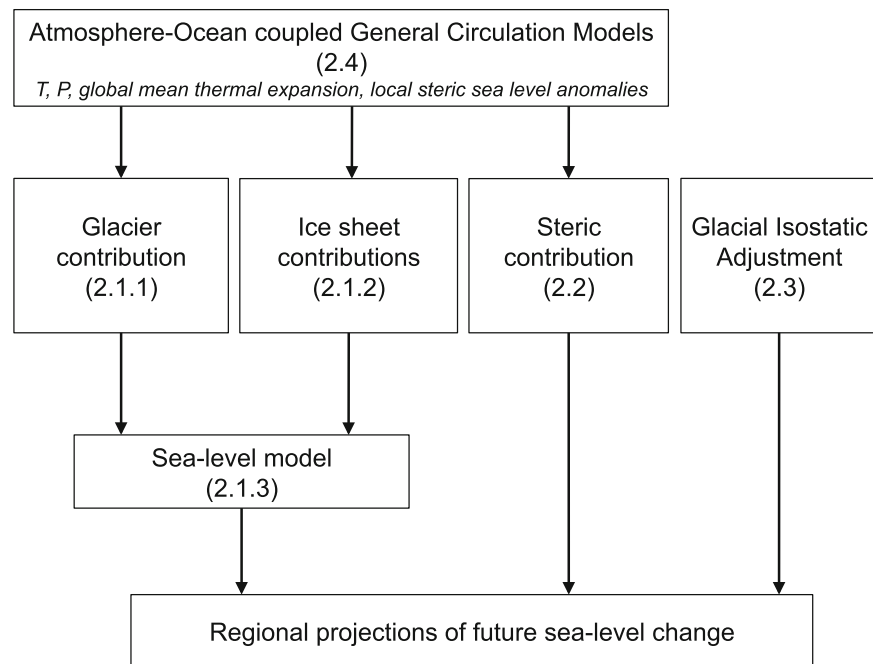 Atmosphere-Ocean coupled General Circulation Models
(2.4)
T, P, global mean thermal expansion, local steric sea level anomalies
Glacier
contribution
(2.1.1)
Ice sheet
contributions
(2.1.2)
Steric
contribution
(2.2)
Glacial Isostatic
Adjustment
(2.3)
Sea-level model
(2.1.3)
Regional projections of future sea-level change